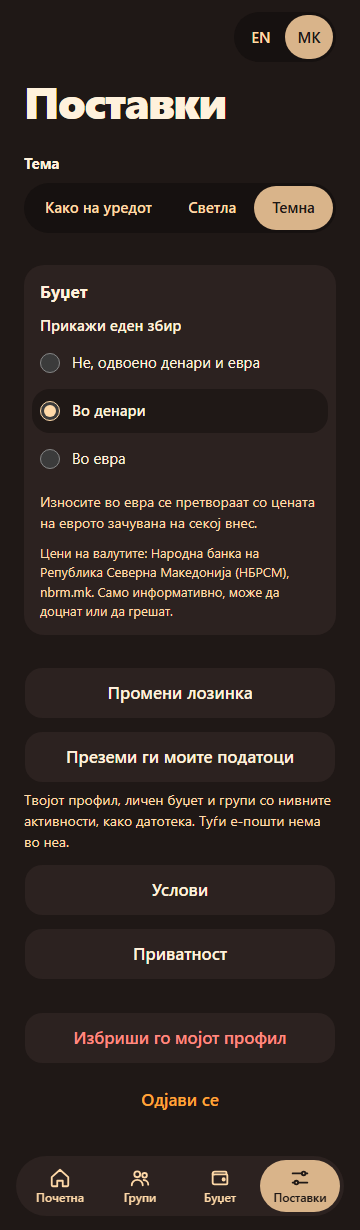 EN МК
Поставки
Тема
Како на уредот Светла Темна
Буџет
Прикажи еден збир
Не, одвоено денари и евра
Во денари
Во евра
Износите во евра се претвораат со цената
на еврото зачувана на секој внес.
Цени на валутите: Народна банка на
Република Северна Македонија (НБРСМ),
nbrm.mk. Само информативно, може да
доцнат или да грешат.
Промени лозинка
Преземи ги моите податоци
Твојот профил, личен буџет и групи со нивните
активности, како датотека. Туѓи е-пошти нема
во неа.
Услови
Приватност
Избриши го мојот профил
Одјави се
Почетна Групи Буџет Поставки